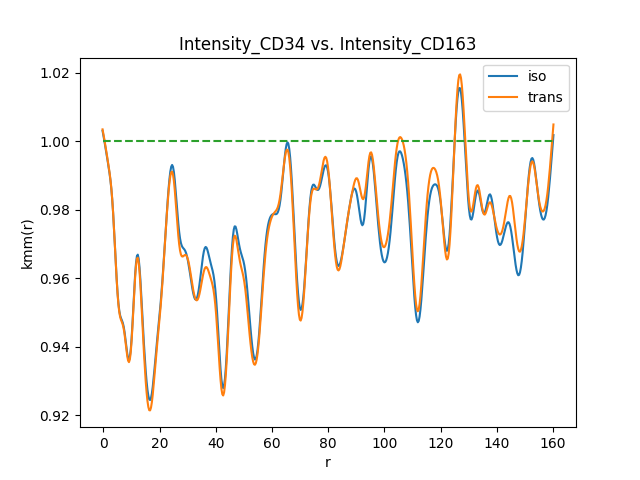 Intensity_CD34 vs. Intensity_CD163
iso
trans
1.02
1.00
0.98
0.96
0.94
0.92
kmm(r)
0 20 40 60 80 100 120 140 160
r